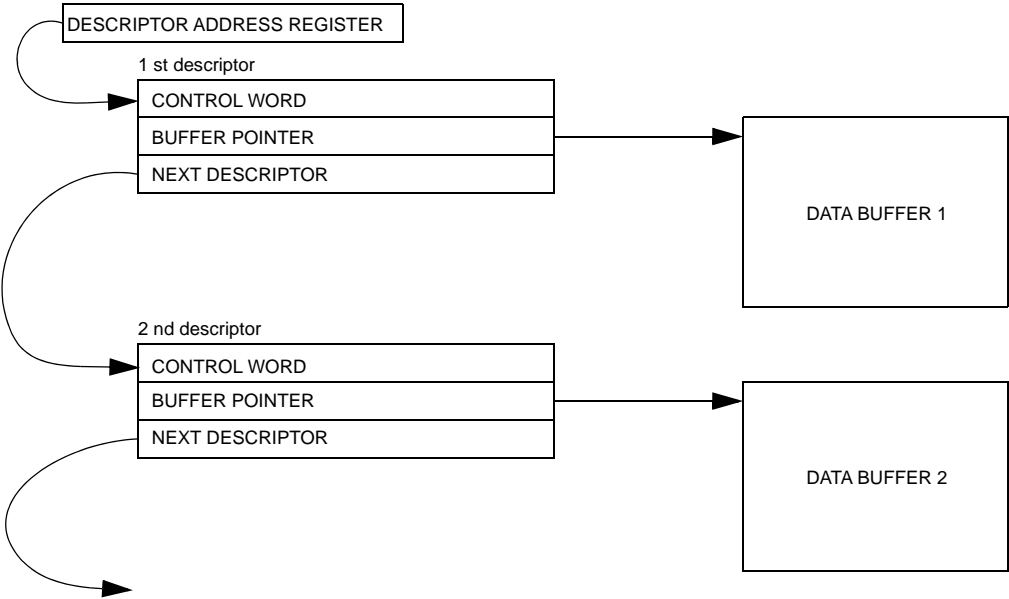 DESCRIPTOR ADDRESS REGISTER
1 st descriptor
CONTROL WORD
BUFFER POINTER
NEXT DESCRIPTOR
DATA BUFFER 1
2 nd descriptor
CONTROL WORD
BUFFER POINTER
NEXT DESCRIPTOR
DATA BUFFER 2